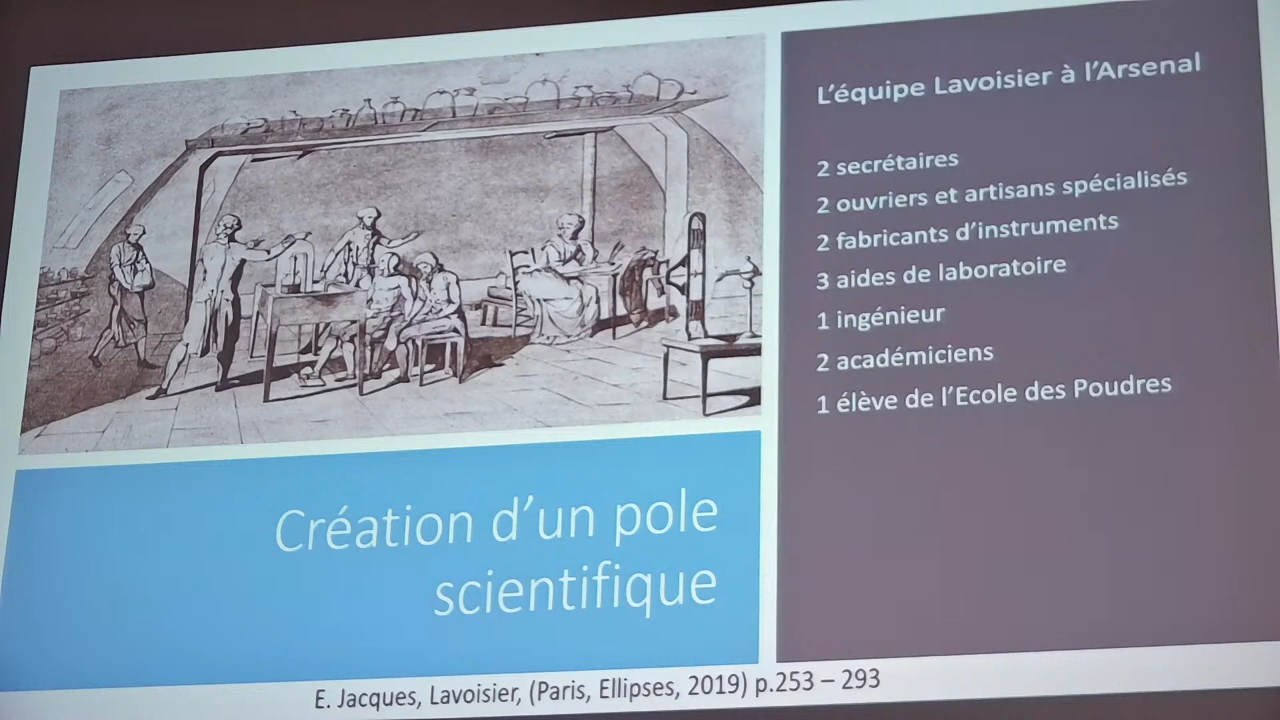 L'équipe Lavoisier à l'Arsenal
2 secrétaires
2 ouvriers et artisans spécialisés
2 fabricants d'instruments
3 aides de laboratoire
1 ingénieur
2 académiciens
1 élève de l'Ecole des Poudres
Création d'un pole
scientifique
E. Jacques, Lavoisier, (Paris, Ellipses, 2019) p.253 – 293